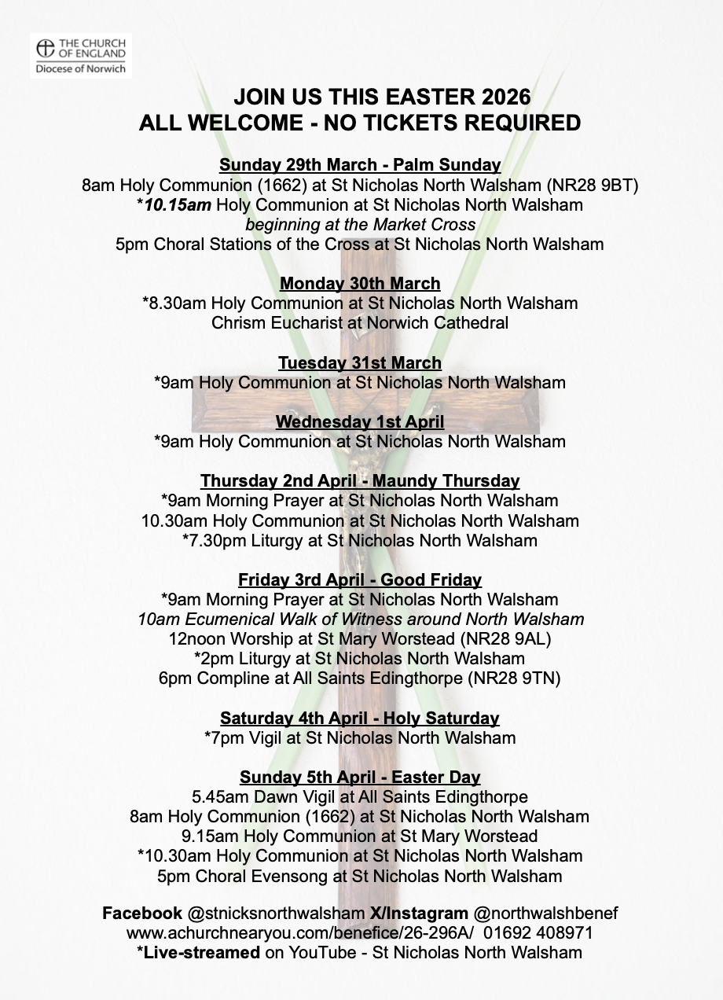 THE CHURCH
OF ENGLAND
Diocese of Norwich
JOIN US THIS EASTER 2026
ALL WELCOME - NO TICKETS REQUIRED
Sunday 29th March - Palm Sunday
8am Holy Communion (1662) at St Nicholas North Walsham (NR28 9BT)
*10.15am Holy Communion at St Nicholas North Walsham
beginning at the Market Cross
5pm Choral Stations of the Cross at St Nicholas North Walsham
Monday 30th March
*8.30am Holy Communion at St Nicholas North Walsham
Chrism Eucharist at Norwich Cathedral
Tuesday 31st March
*9am Holy Communion at St Nicholas North Walsham
Wednesday 1st April
*9am Holy Communion at St Nicholas North Walsham
Thursday 2nd April - Maundy Thursday
*9am Morning Prayer at St Nicholas North Walsham
10.30am Holy Communion at St Nicholas North Walsham
*7.30pm Liturgy at St Nicholas North Walsham
Friday 3rd April - Good Friday
*9am Morning Prayer at St Nicholas North Walsham
10am Ecumenical Walk of Witness around North Walsham
12noon Worship at St Mary Worstead (NR28 9AL)
*2pm Liturgy at St Nicholas North Walsham
6pm Compline at All Saints Edingthorpe (NR28 9TN)
Saturday 4th April - Holy Saturday
*7pm Vigil at St Nicholas North Walsham
Sunday 5th April - Easter Day
5.45am Dawn Vigil at All Saints Edingthorpe
8am Holy Communion (1662) at St Nicholas North Walsham
9.15am Holy Communion at St Mary Worstead
*10.30am Holy Communion at St Nicholas North Walsham
5pm Choral Evensong at St Nicholas North Walsham
Facebook @stnicksnorthwalsham X/Instagram @northwalshbenef
www.achurchnearyou.com/benefice/26-296A/ 01692 408971
*Live-streamed on YouTube - St Nicholas North Walsham